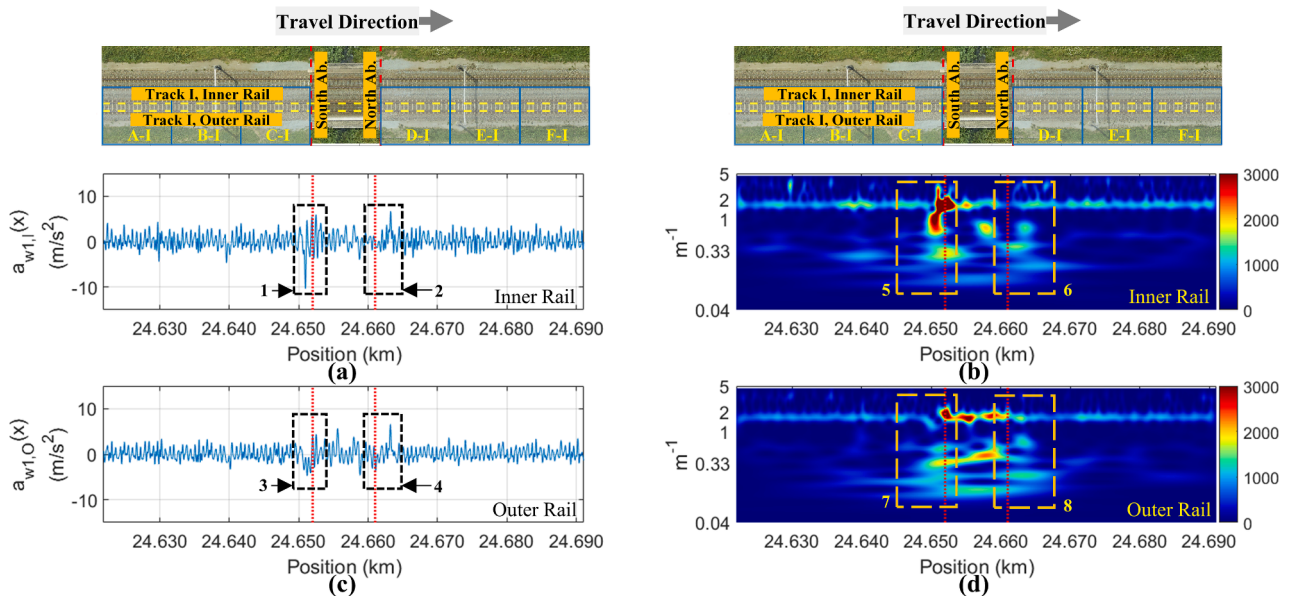 Travel Direction
South Ab.
North Ab.
Track I, Inner Rail
Track I, Outer Rail
A-I B-I C-I D-I E-I F-I
a_w1,I(x)
(m/s²)
10
0
-10
1
2
Inner Rail
24.630 24.640 24.650 24.660 24.670 24.680 24.690
Position (km)
(a)
Travel Direction
South Ab.
North Ab.
Track I, Inner Rail
Track I, Outer Rail
A-I B-I C-I D-I E-I F-I
m⁻¹
5
2
1
0.33
0.04
5
6
Inner Rail
3000
2000
1000
0
24.630 24.640 24.650 24.660 24.670 24.680 24.690
Position (km)
(b)
a_w1,O(x)
(m/s²)
10
0
-10
3
4
Outer Rail
24.630 24.640 24.650 24.660 24.670 24.680 24.690
Position (km)
(c)
m⁻¹
5
2
1
0.33
0.04
7
8
Outer Rail
3000
2000
1000
0
24.630 24.640 24.650 24.660 24.670 24.680 24.690
Position (km)
(d)